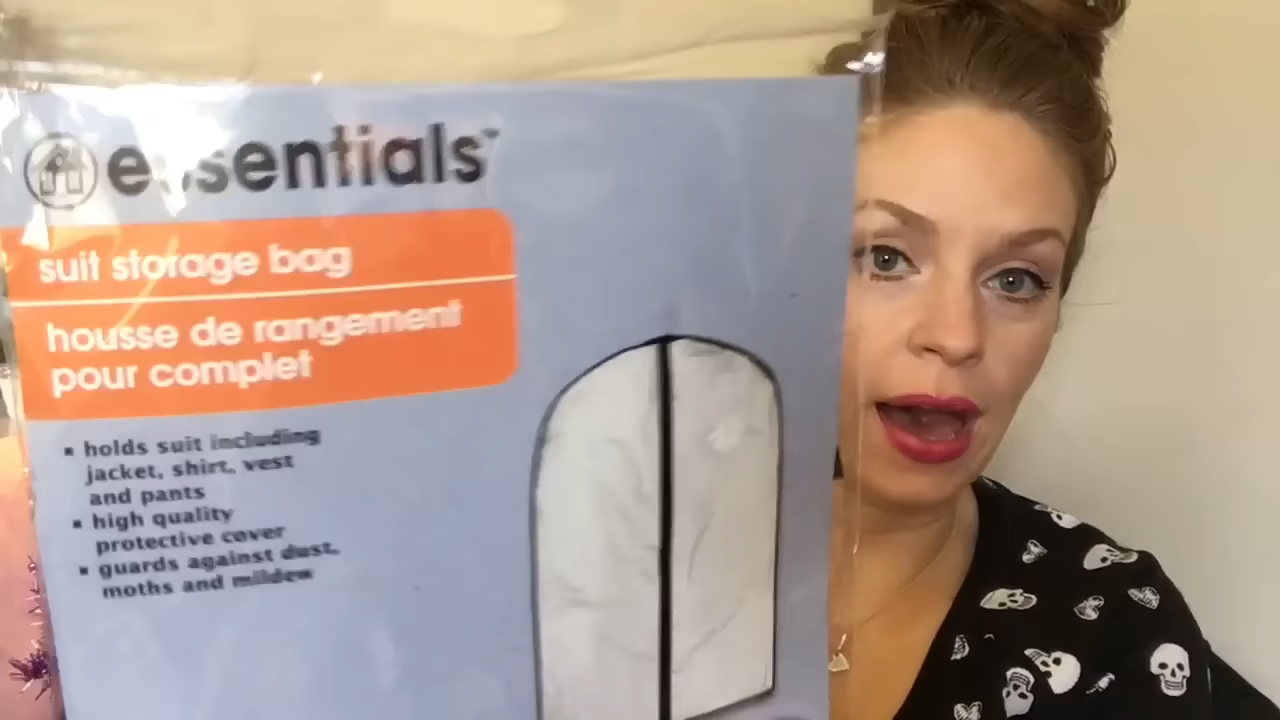 essentials™
suit storage bag
housse de rangement
pour complet
▪ holds suit including
jacket, shirt, vest
and pants
▪ high quality
protective cover
▪ guards against dust,
moths and mildew